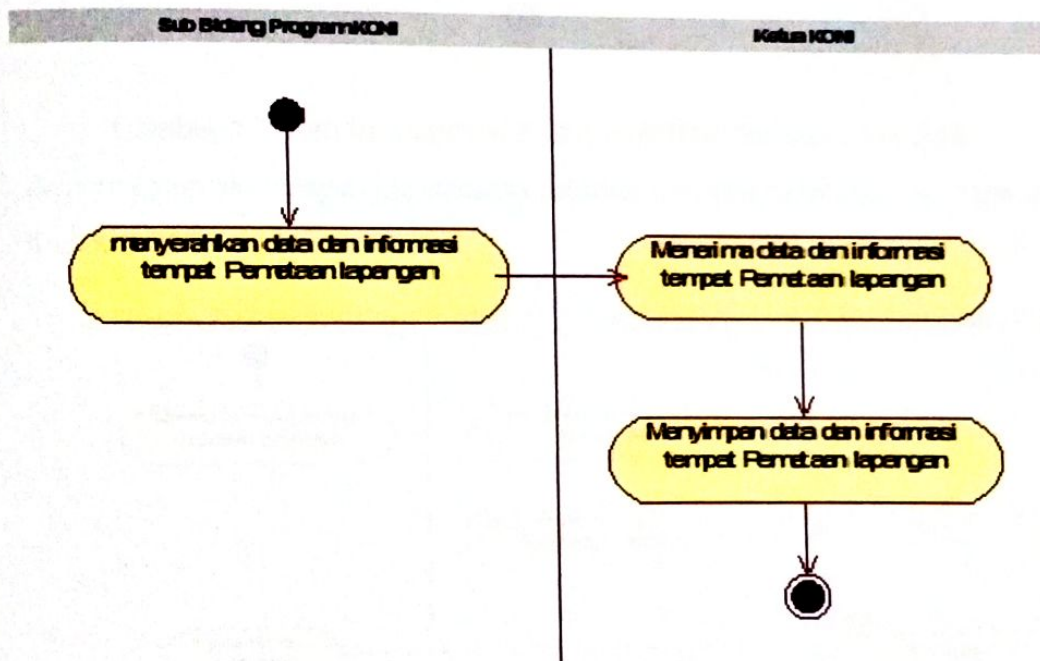 Sub Bidang Program KONI
Ketua KONI
menyerahkan data dan informasi
tempat Pemetaan lapangan
Menerima data dan informasi
tempat Pemetaan lapangan
Menyimpan data dan informasi
tempat Pemetaan lapangan